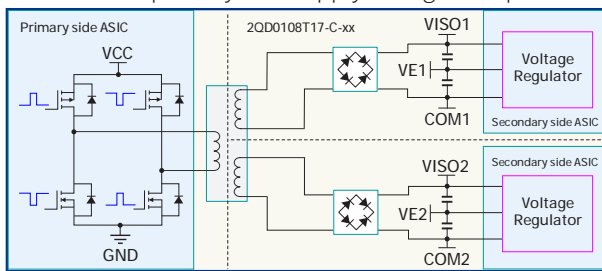 Primary side ASIC
2QD0108T17-C-xx
VCC
GND
VISO1
VE1
COM1
Voltage
Regulator
Secondary side ASIC
VISO2
VE2
COM2
Secondary side ASIC
Voltage
Regulator